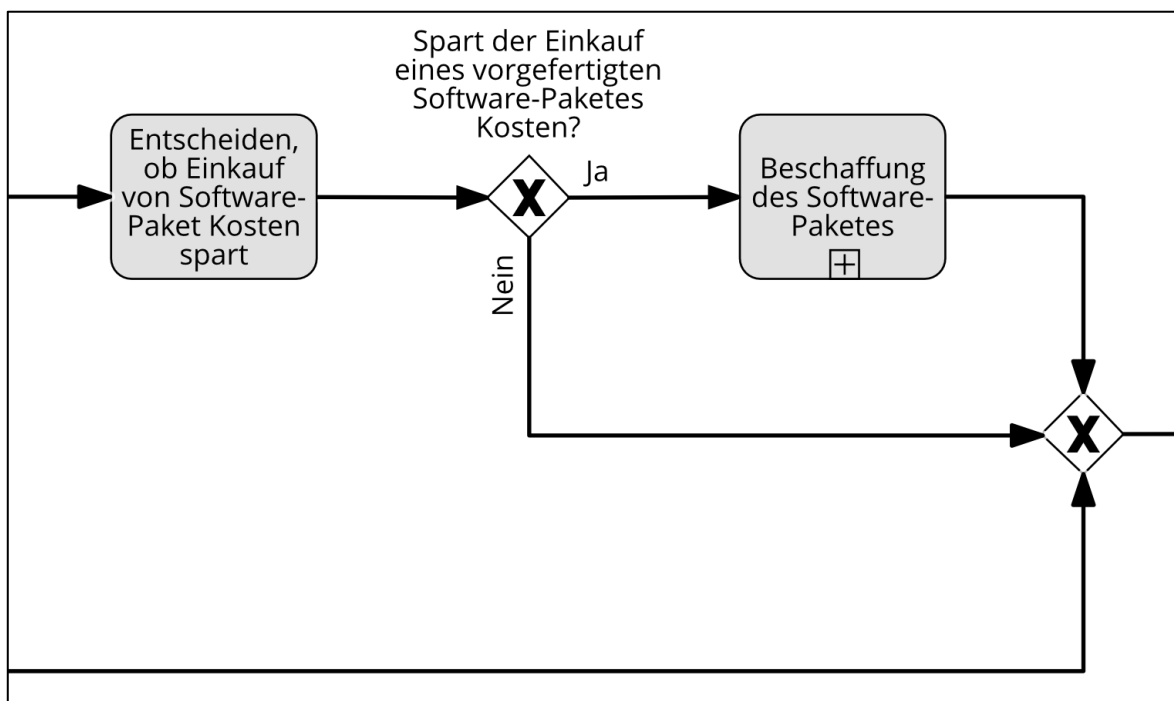 Spart der Einkauf
eines vorgefertigten
Software-Paketes
Kosten?
Entscheiden,
ob Einkauf
von Software-
Paket Kosten
spart
Ja
Nein
Beschaffung
des Software-
Paketes